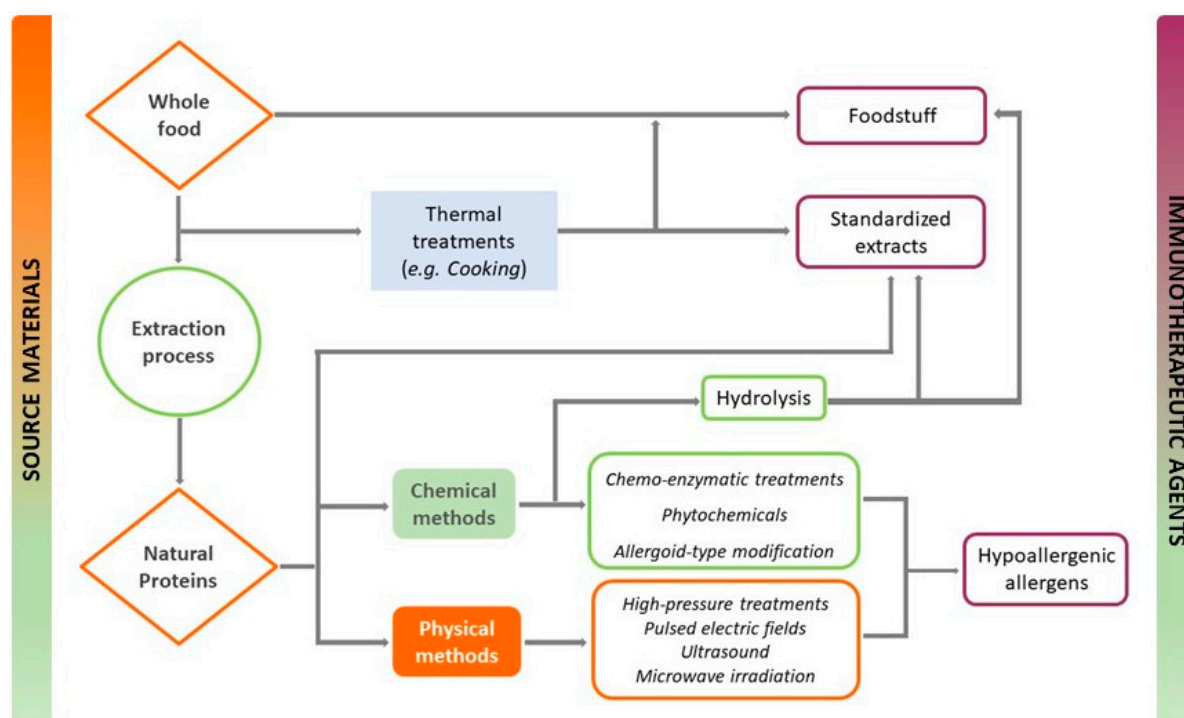 SOURCE MATERIALS
Whole
food
Foodstuff
Thermal
treatments
(e.g. Cooking)
Standardized
extracts
Extraction
process
Hydrolysis
Chemical
methods
Chemo-enzymatic treatments
Phytochemicals
Allergoid-type modification
Natural
Proteins
Hypoallergenic
allergens
Physical
methods
High-pressure treatments
Pulsed electric fields
Ultrasound
Microwave irradiation
IMMUNOTHERAPEUTIC AGENTS